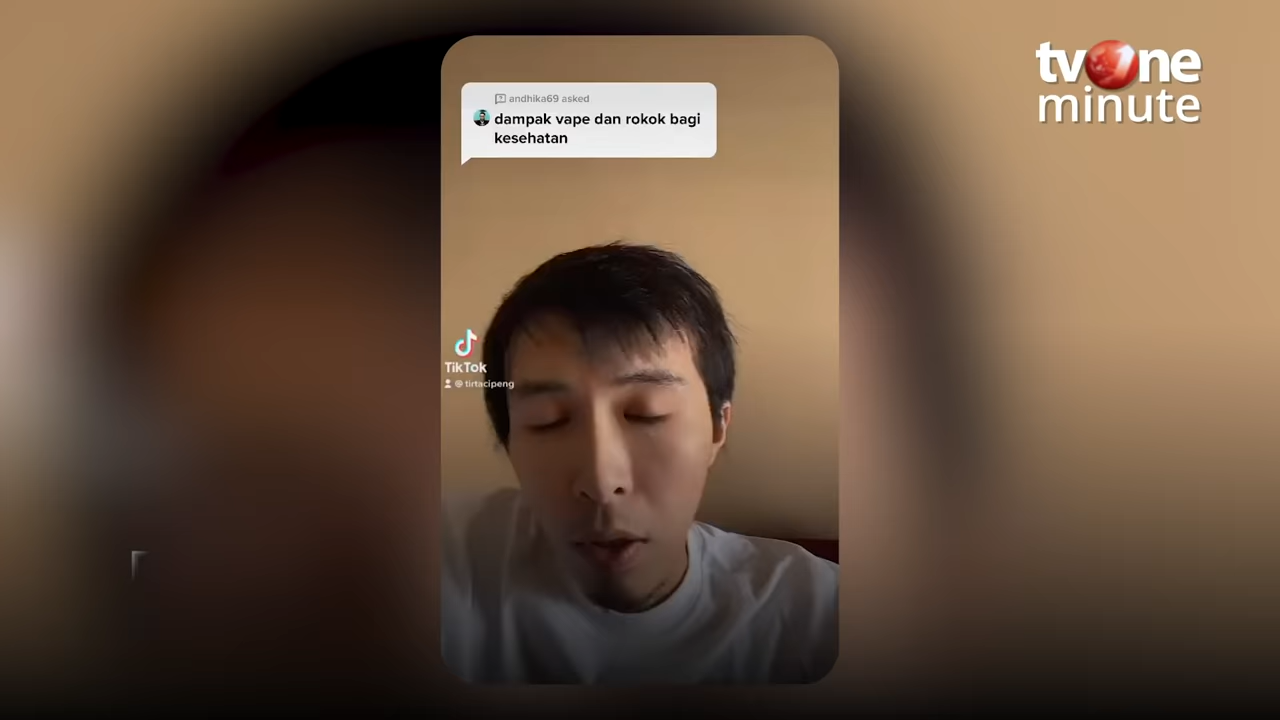 tvOne
minute
andhika69 asked
dampak vape dan rokok bagi
kesehatan
TikTok
@ tirtacipeng